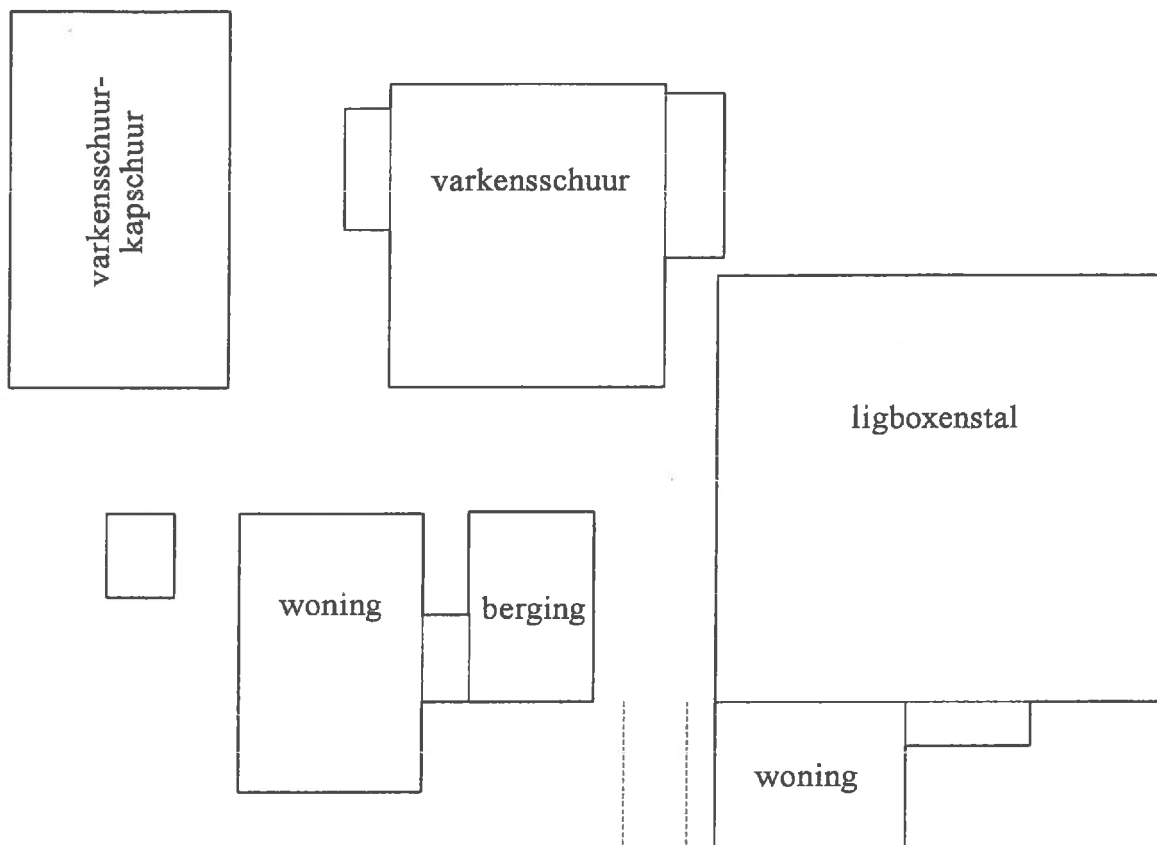 varkensschuur-
kapschuur
varkensschuur
ligboxenstal
woning
berging
woning